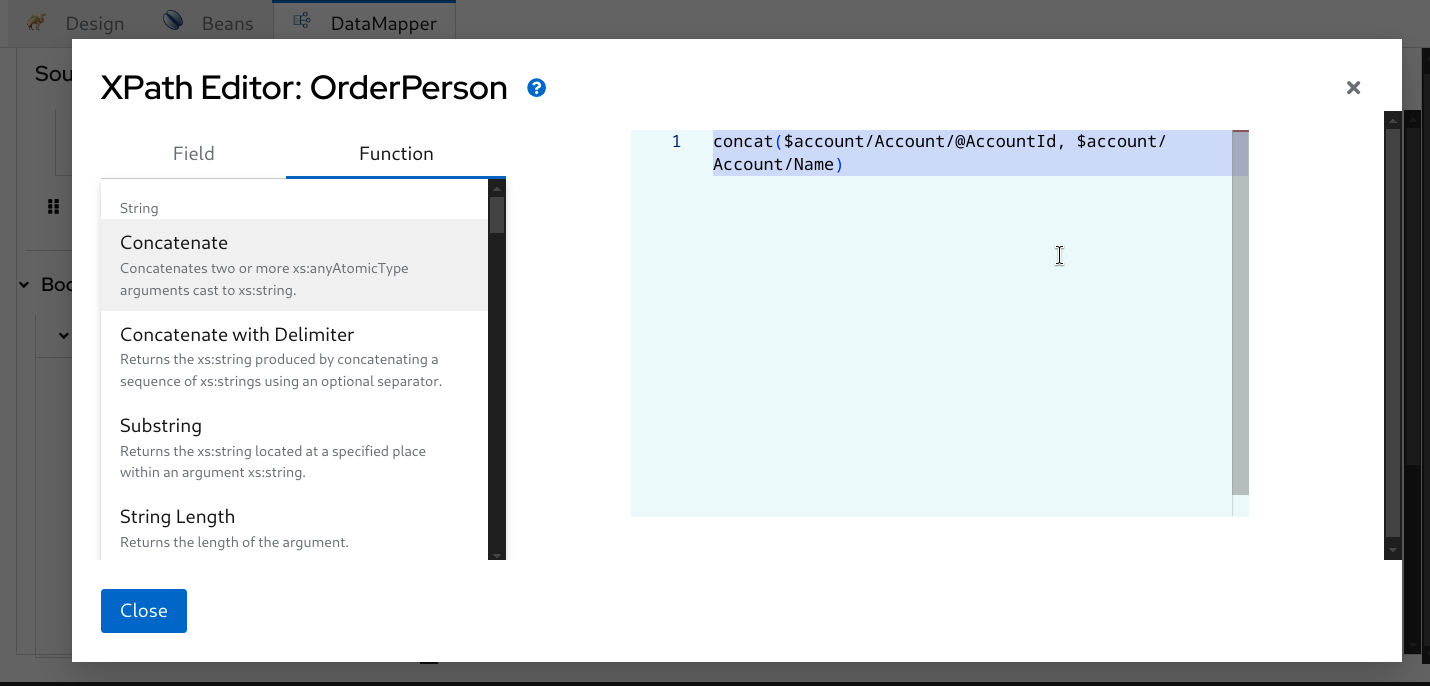 Design
Beans
DataMapper
Sou
XPath Editor: OrderPerson
?
Field
Function
1
concat($account/Account/@AccountId, $account/
Account/Name)
String
Concatenate
Concatenates two or more xs:anyAtomicType
arguments cast to xs:string.
Concatenate with Delimiter
Returns the xs:string produced by concatenating a
sequence of xs:strings using an optional separator.
Substring
Returns the xs:string located at a specified place
within an argument xs:string.
String Length
Returns the length of the argument.
Boc
Close